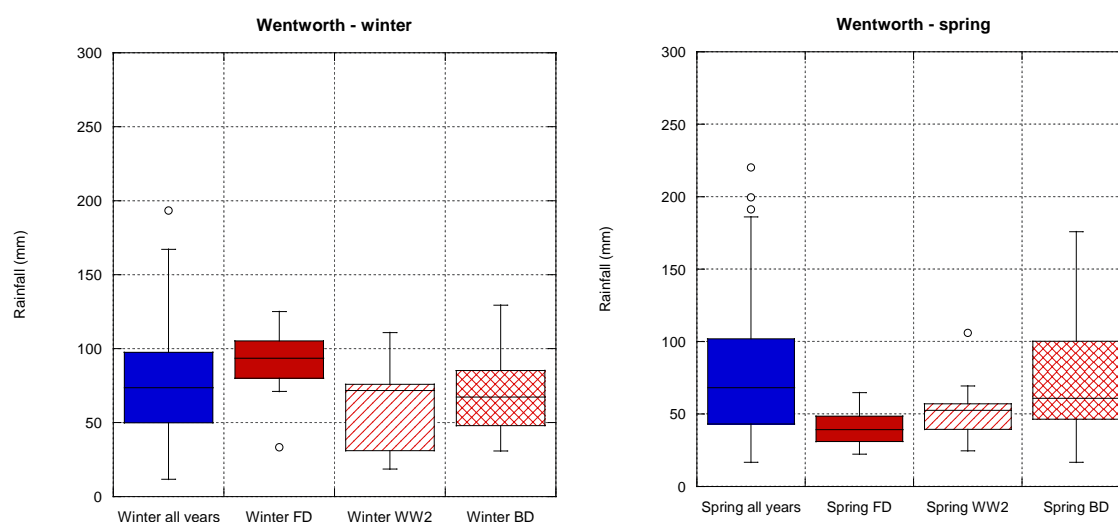 Wentworth - winter
300
250
200
150
100
50
0
Rainfall (mm)
Winter all years Winter FD Winter WW2 Winter BD
Wentworth - spring
300
250
200
150
100
50
0
Rainfall (mm)
Spring all years Spring FD Spring WW2 Spring BD